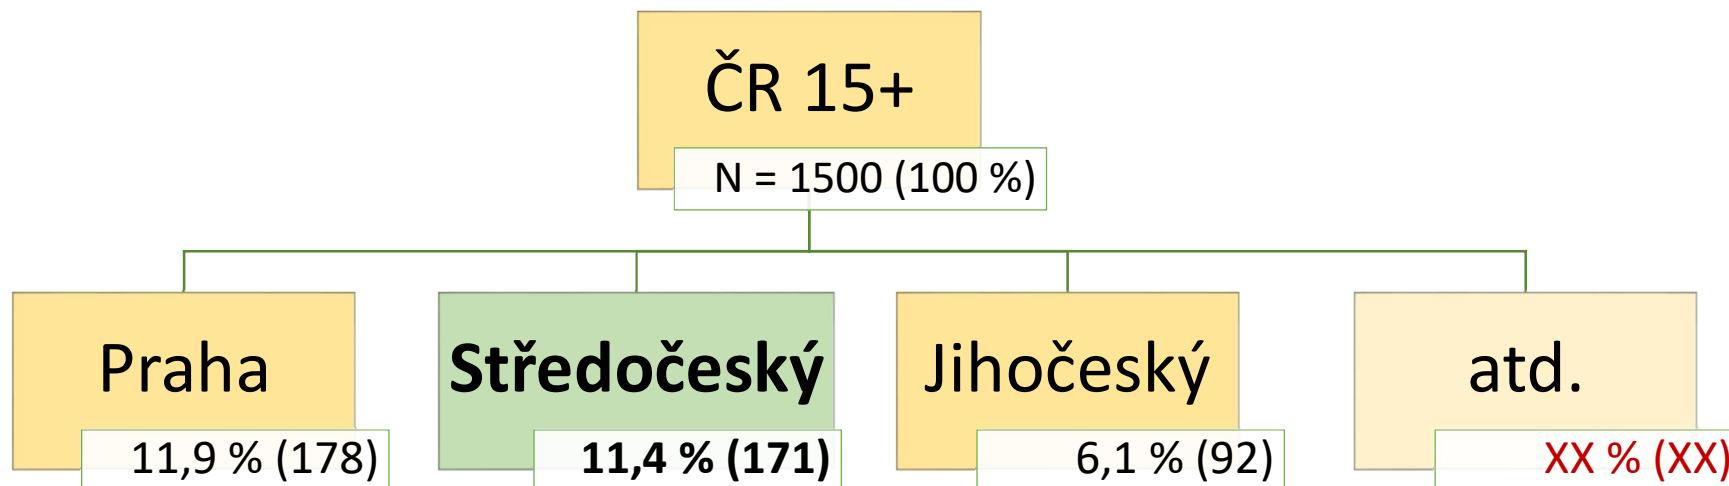 ČR 15+
N = 1500 (100 %)
Praha
11,9 % (178)
Středočeský
11,4 % (171)
Jihočeský
6,1 % (92)
atd.
XX % (XX)